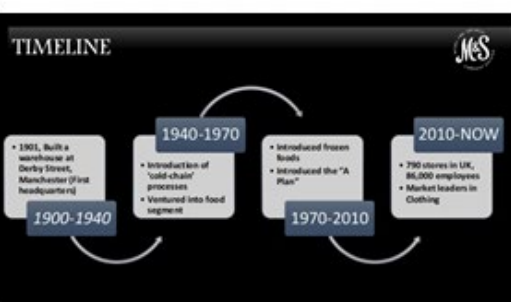 TIMELINE
M&S
• 1901, Built a
warehouse at
Derby Street,
Manchester (First
headquarters)
1900-1940
1940-1970
• Introduction of
'cold-chain'
processes
• Ventured into food
segment
• Introduced frozen
foods
• Introduced the "A
Plan"
1970-2010
2010-NOW
• 790 stores in UK,
86,000 employees
• Market leaders in
Clothing